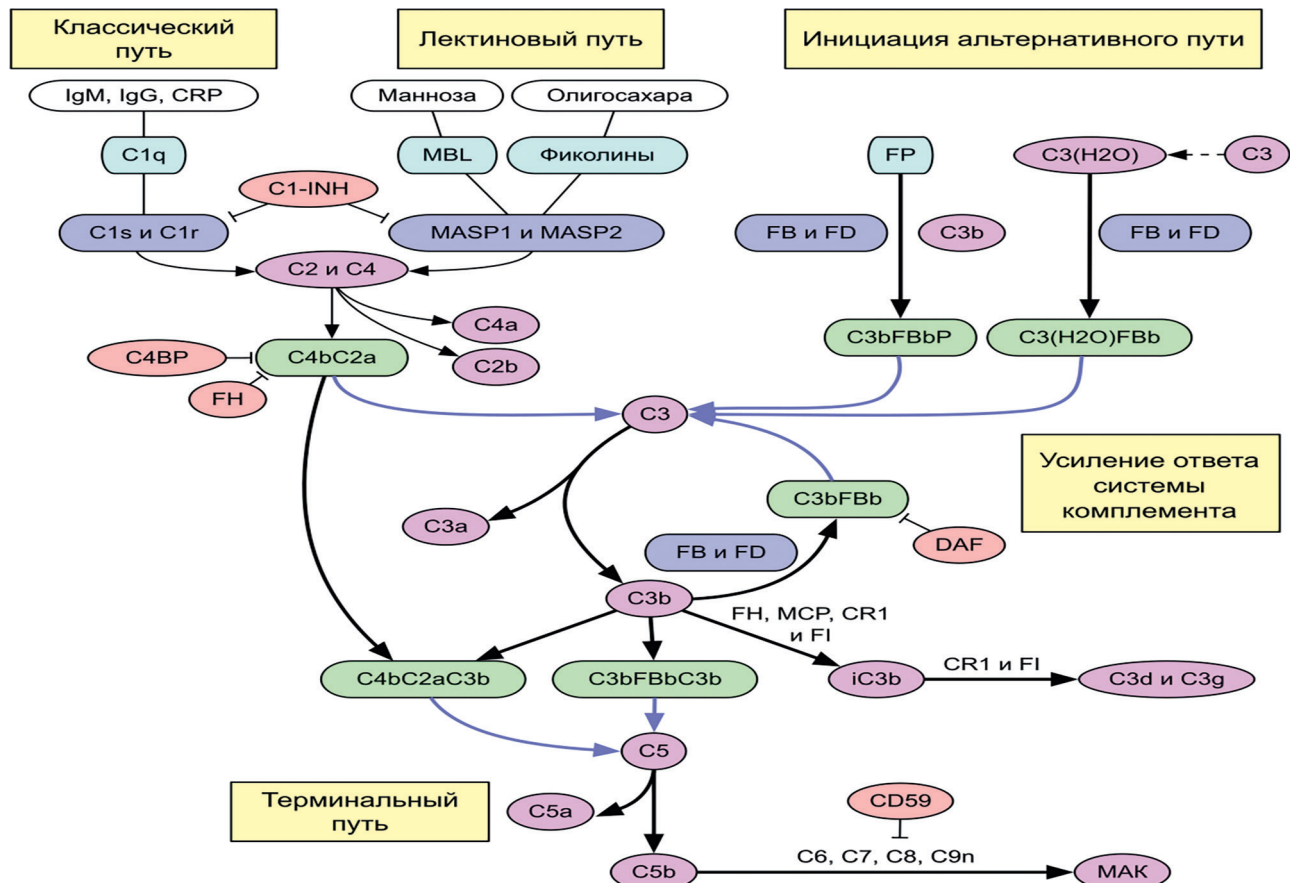 Классический
путь
Лектиновый путь
Инициация альтернативного пути
IgM, IgG, CRP
Манноза
Олигосахара
C1q
MBL
Фиколины
FP
C3(H2O)
C3
C1-INH
C1s и C1r
MASP1 и MASP2
FB и FD
C3b
FB и FD
C2 и C4
C4a
C3bFBbP
C3(H2O)FBb
C4BP
C4bC2a
C2b
FH
C3
Усиление ответа
системы
комплемента
C3bFBb
C3a
FB и FD
DAF
C3b
FH, MCP, CR1
и FI
C4bC2aC3b
C3bFBbC3b
iC3b
CR1 и FI
C3d и C3g
C5
Терминальный
путь
C5a
CD59
C5b
C6, C7, C8, C9n
МАК